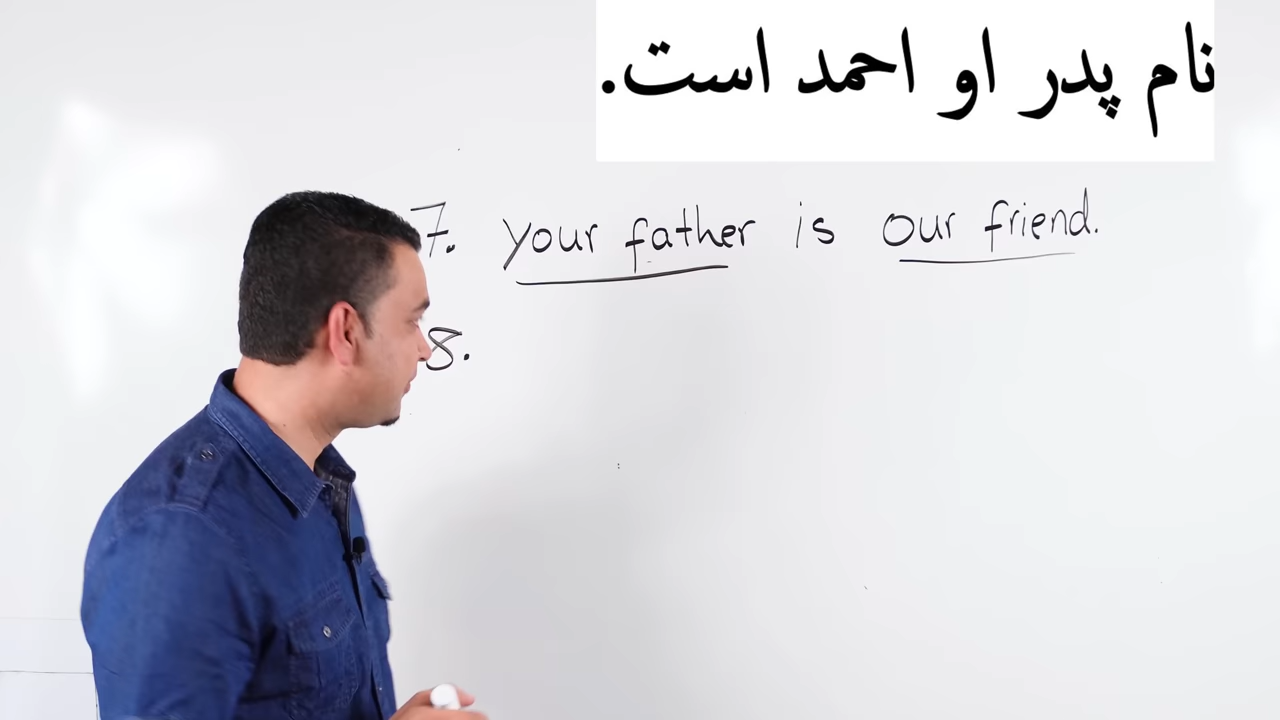 نام پدر او احمد است.
7. your father is our friend.
8.